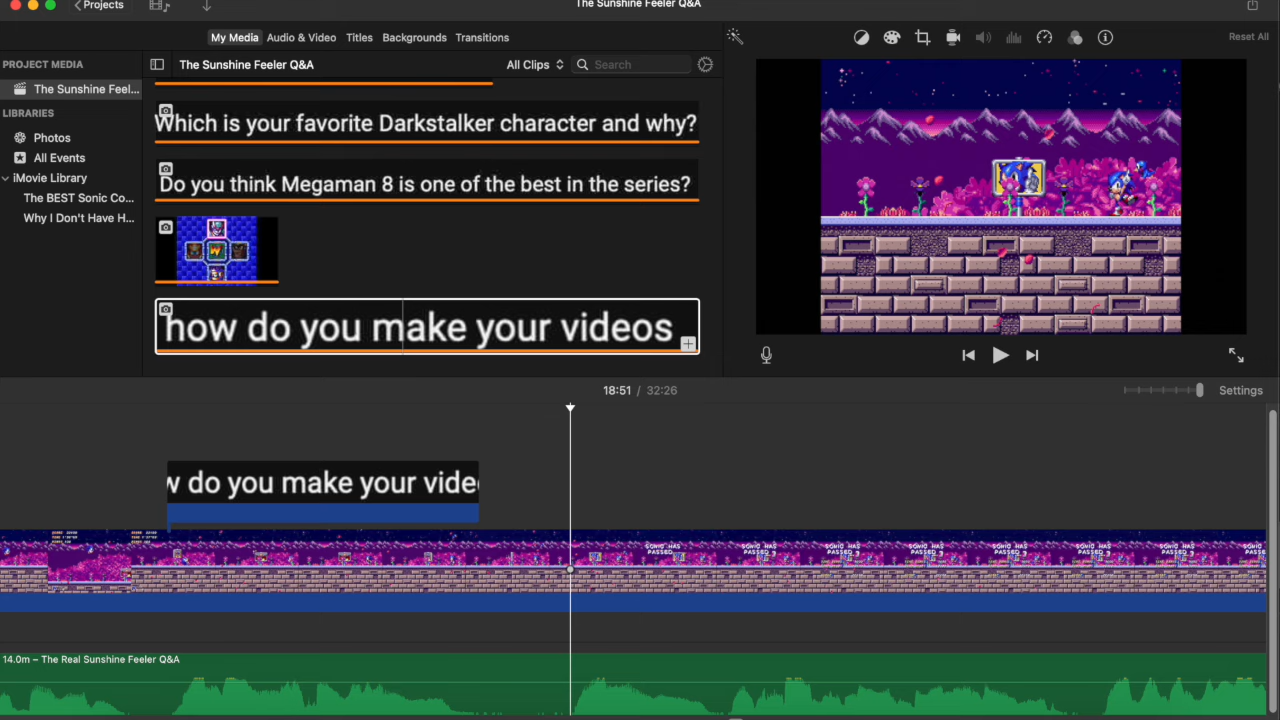 The Sunshine Feeler Q&A
Projects
My Media Audio & Video Titles Backgrounds Transitions
Reset All
PROJECT MEDIA
The Sunshine Feel...
LIBRARIES
Photos
All Events
iMovie Library
The BEST Sonic Co...
Why I Don't Have H...
The Sunshine Feeler Q&A
All Clips
Search
Which is your favorite Darkstalker character and why?
Do you think Megaman 8 is one of the best in the series?
how do you make your videos
18:51 / 32:26
Settings
w do you make your vide
SONIC HAS PASSED
14.0m – The Real Sunshine Feeler Q&A